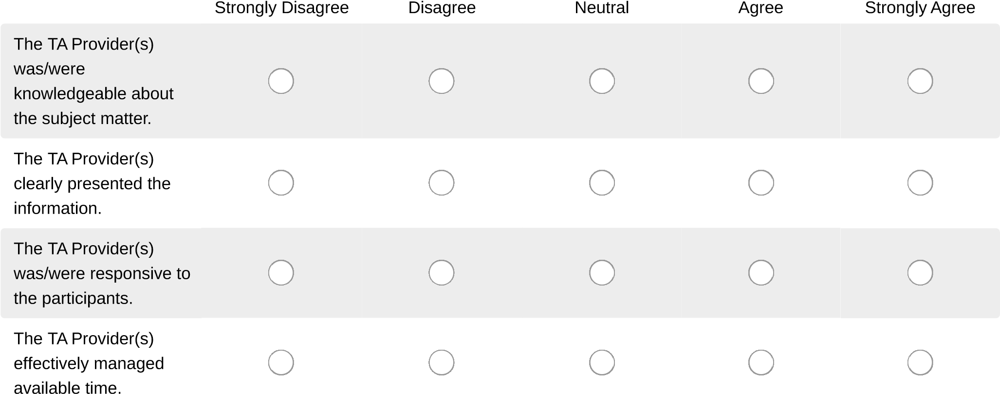 Strongly Disagree Disagree Neutral Agree Strongly Agree
The TA Provider(s)
was/were
knowledgeable about
the subject matter.
The TA Provider(s)
clearly presented the
information.
The TA Provider(s)
was/were responsive to
the participants.
The TA Provider(s)
effectively managed
available time.